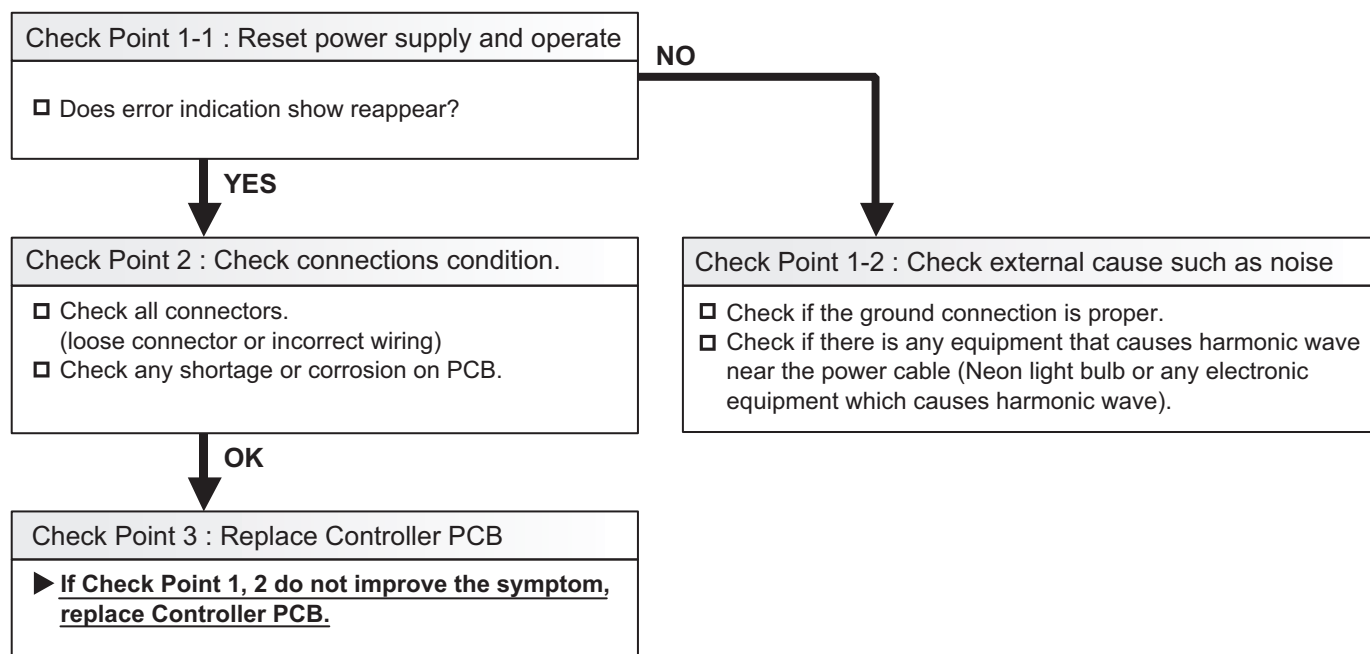 Check Point 1-1 : Reset power supply and operate
☐ Does error indication show reappear?
NO
YES
Check Point 2 : Check connections condition.
☐ Check all connectors.
(loose connector or incorrect wiring)
☐ Check any shortage or corrosion on PCB.
Check Point 1-2 : Check external cause such as noise
☐ Check if the ground connection is proper.
☐ Check if there is any equipment that causes harmonic wave
near the power cable (Neon light bulb or any electronic
equipment which causes harmonic wave).
OK
Check Point 3 : Replace Controller PCB
▶ If Check Point 1, 2 do not improve the symptom,
replace Controller PCB.